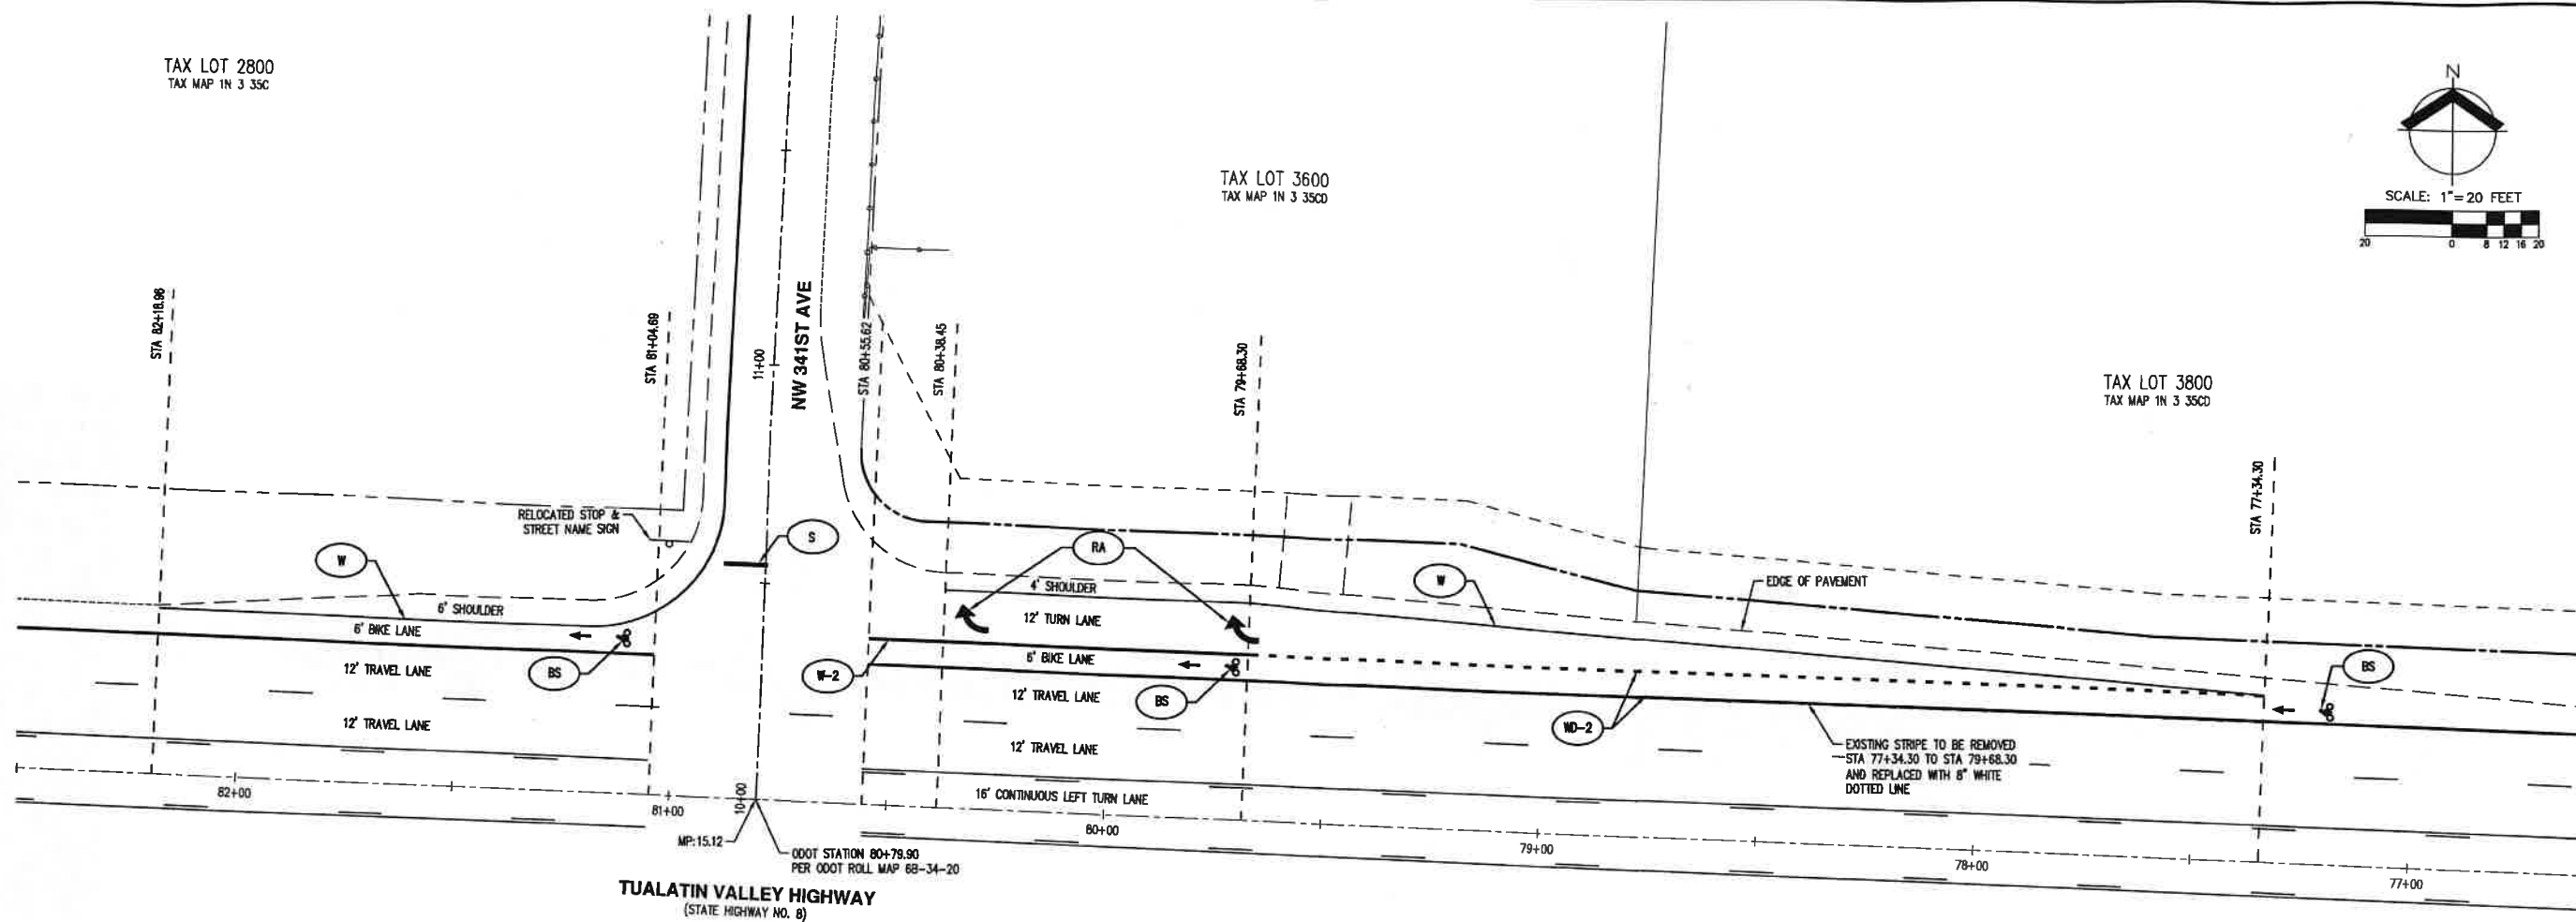 TAX LOT 2800
TAX MAP 1N 3 35C
TAX LOT 3600
TAX MAP 1N 3 35CD
TAX LOT 3800
TAX MAP 1N 3 35CD
N
SCALE: 1"=20 FEET
20 0 8 12 16 20
STA 82+18.96
STA 81+04.69
11+00
NW 341ST AVE
STA 80+55.62
STA 80+38.45
STA 79+68.30
STA 77+34.30
RELOCATED STOP &
STREET NAME SIGN
S
RA
W
W
EDGE OF PAVEMENT
6' SHOULDER
4' SHOULDER
6' BIKE LANE
12' TURN LANE
BS
12' TRAVEL LANE
12' TRAVEL LANE
W-2
6' BIKE LANE
BS
12' TRAVEL LANE
12' TRAVEL LANE
WD-2
BS
EXISTING STRIPE TO BE REMOVED
STA 77+34.30 TO STA 79+68.30
AND REPLACED WITH 8" WHITE
DOTTED LINE
16' CONTINUOUS LEFT TURN LANE
82+00
81+00
10+00
80+00
79+00
78+00
77+00
MP:15.12
ODOT STATION 80+79.90
PER ODOT ROLL MAP 6B-34-20
TUALATIN VALLEY HIGHWAY
(STATE HIGHWAY NO. 8)